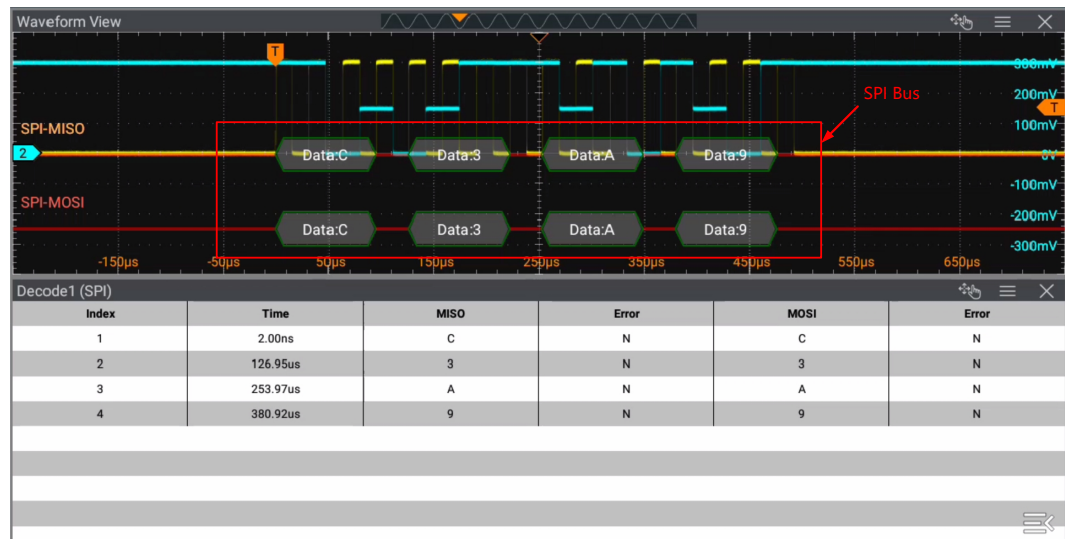 Waveform View
T
300mV
200mV
SPI Bus
T
SPI-MISO
100mV
2
Data:C Data:3 Data:A Data:9
0V
-100mV
SPI-MOSI
-200mV
Data:C Data:3 Data:A Data:9
-300mV
-150μs -50μs 50μs 150μs 250μs 350μs 450μs 550μs 650μs
Decode1 (SPI)
Index Time MISO Error MOSI Error
1 2.00ns C N C N
2 126.95us 3 N 3 N
3 253.97us A N A N
4 380.92us 9 N 9 N